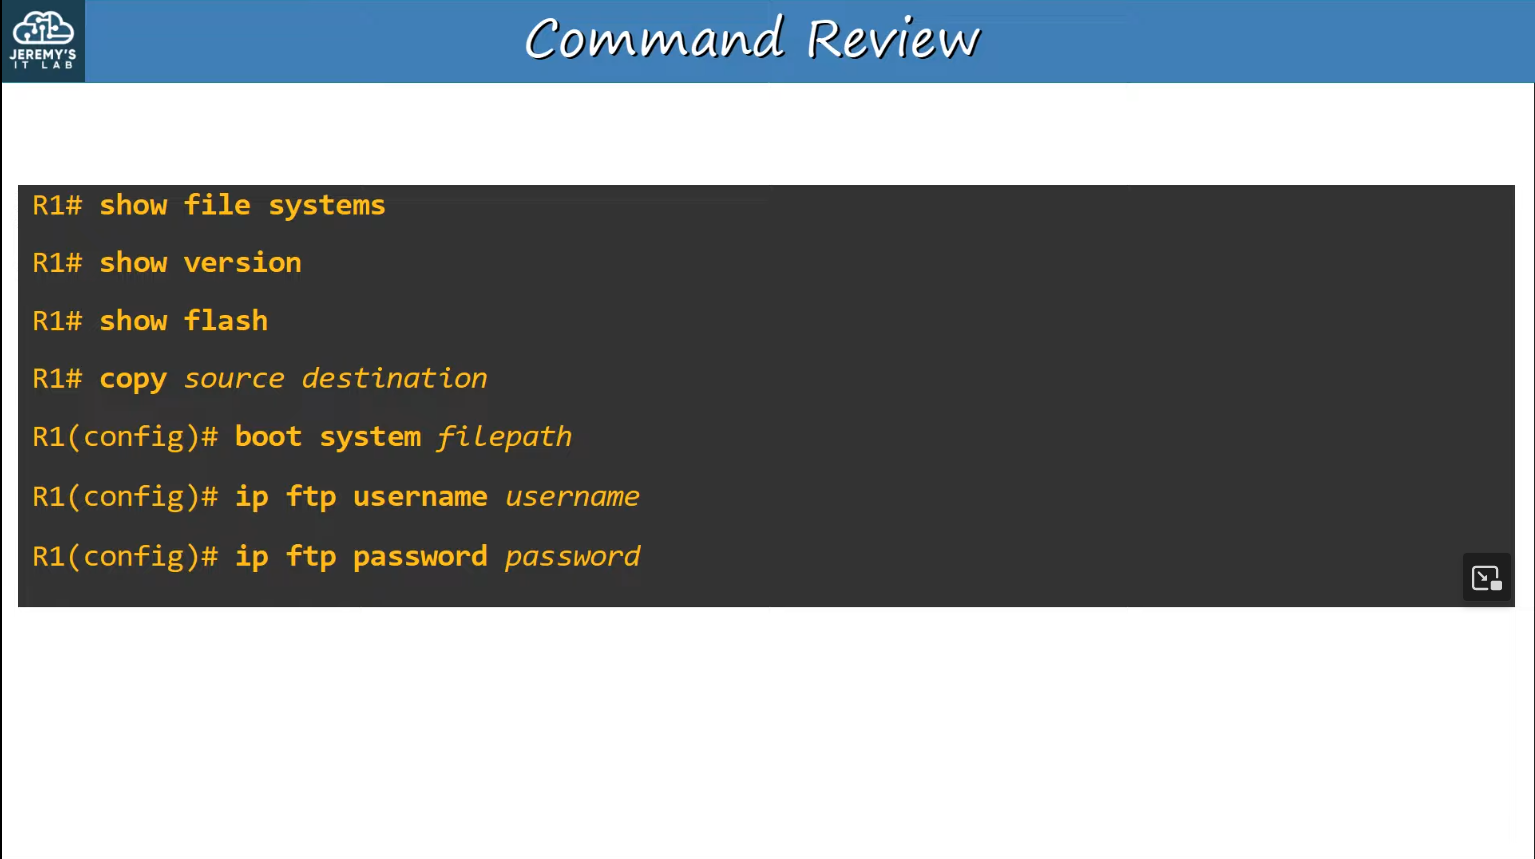 JEREMY'S
IT LAB
Command Review
R1# show file systems
R1# show version
R1# show flash
R1# copy source destination
R1(config)# boot system filepath
R1(config)# ip ftp username username
R1(config)# ip ftp password password